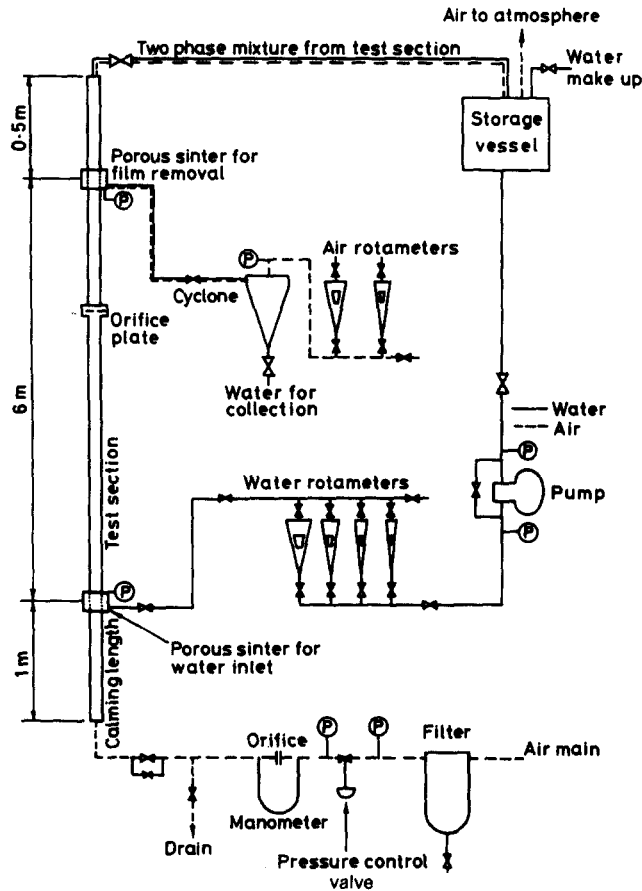 Air to atmosphere
Two phase mixture from test section
Water
make up
Storage
vessel
0·5m
Porous sinter for
film removal
P
P
Air rotameters
Cyclone
Orifice
plate
Water for
collection
6m
Water
Air
P
Pump
P
Water rotameters
Test section
P
Porous sinter for
water inlet
1m
Calming length
Orifice
P
P
Filter
Air main
Manometer
Drain
Pressure control
valve